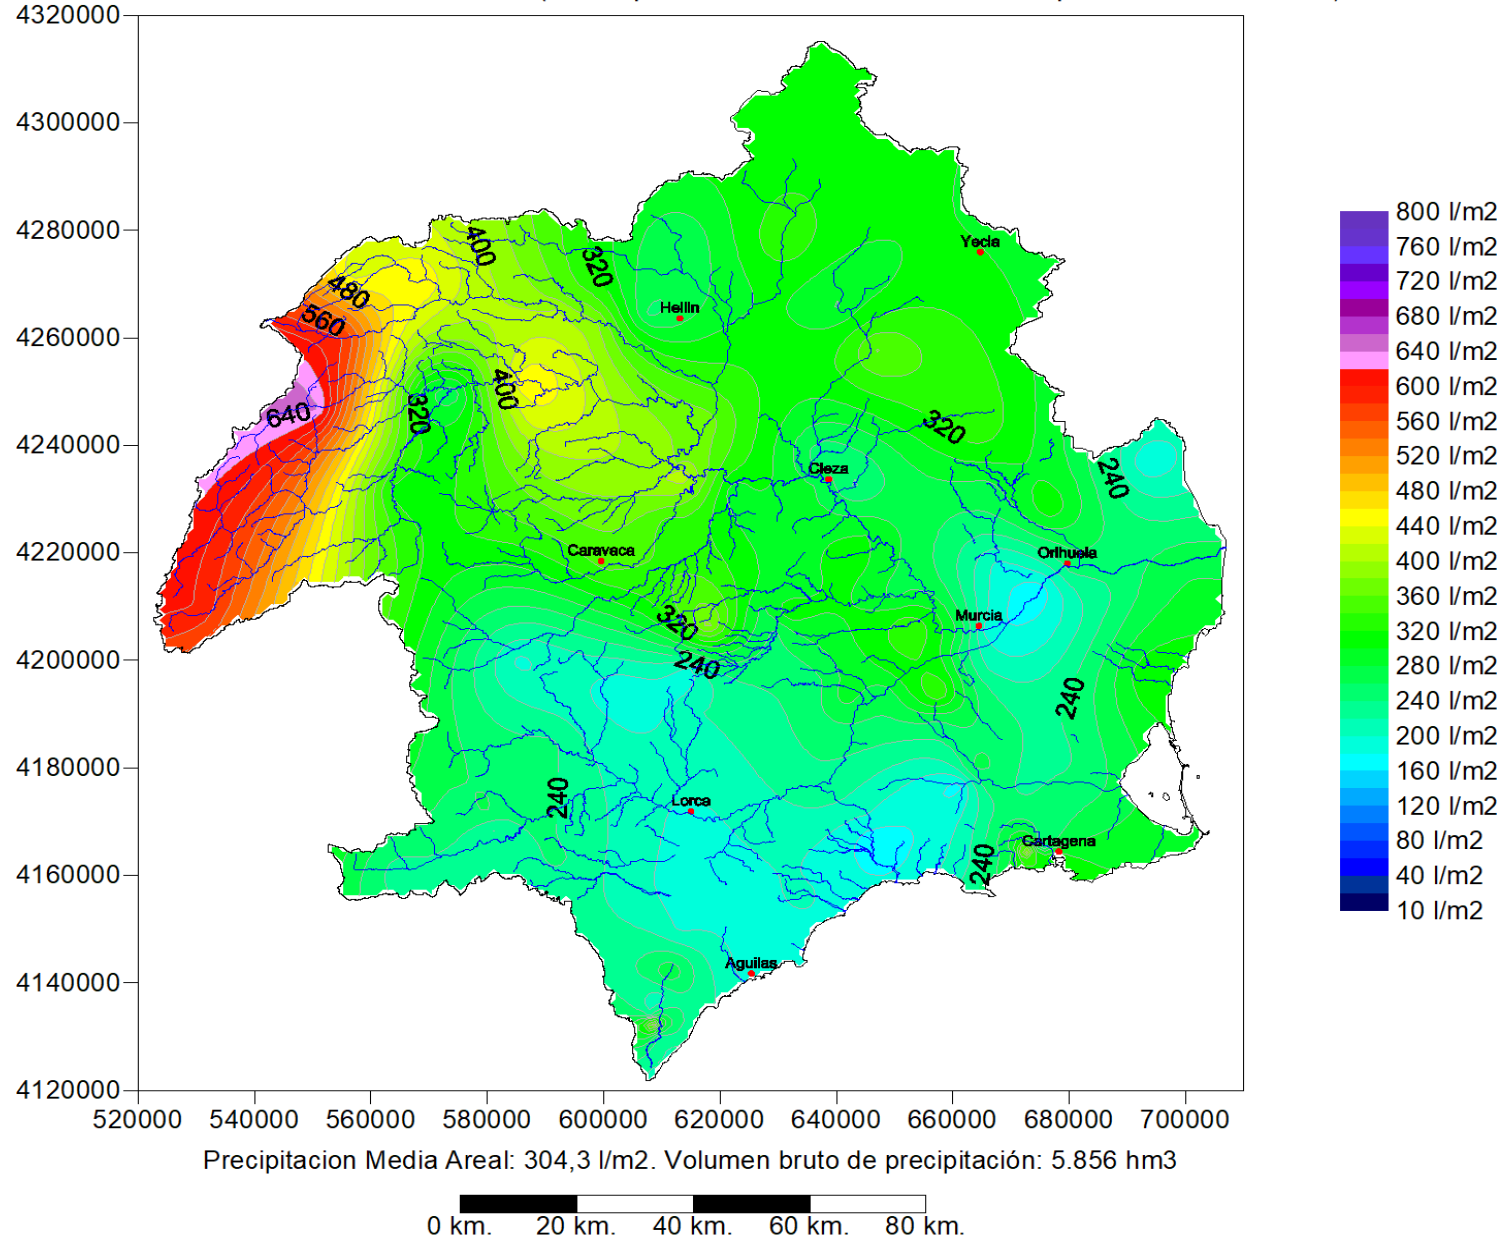 4320000
4300000
4280000
4260000
4240000
4220000
4200000
4180000
4160000
4140000
4120000
520000 540000 560000 580000 600000 620000 640000 660000 680000 700000
400
480
560
640
320
320
400
320
240
320
240
240
240
240
Yecla
Hellin
Cieza
Caravaca
Orihuela
Murcia
Lorca
Cartagena
Aguilas
800 l/m2
760 l/m2
720 l/m2
680 l/m2
640 l/m2
600 l/m2
560 l/m2
520 l/m2
480 l/m2
440 l/m2
400 l/m2
360 l/m2
320 l/m2
280 l/m2
240 l/m2
200 l/m2
160 l/m2
120 l/m2
80 l/m2
40 l/m2
10 l/m2
Precipitacion Media Areal: 304,3 l/m2. Volumen bruto de precipitación: 5.856 hm3
0 km. 20 km. 40 km. 60 km. 80 km.